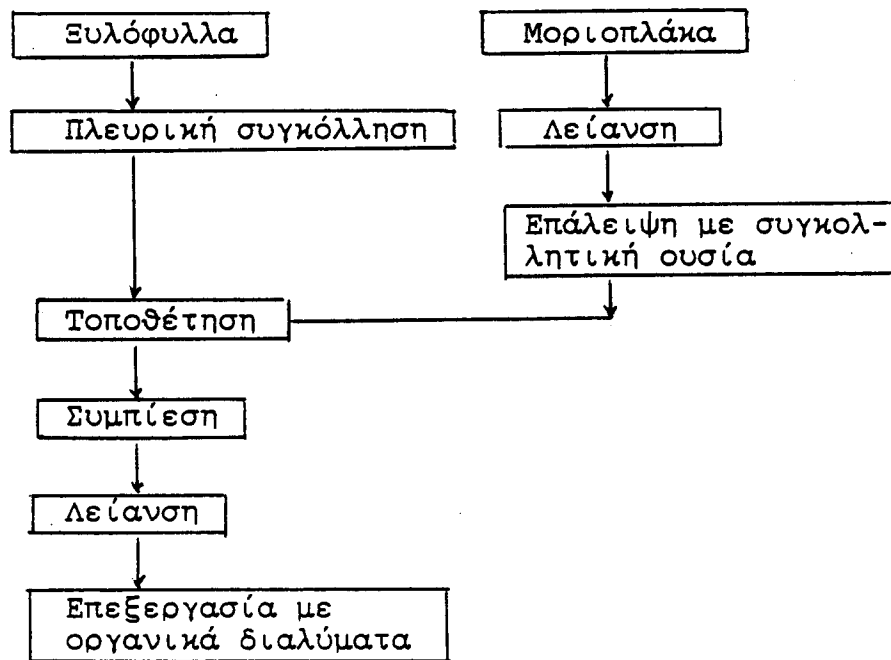 Ξυλόφυλλα
Μοριοπλάκα
Πλευρική συγκόλληση
Λείανση
Επάλειψη με συγκολ-
λητική ουσία
Τοποθέτηση
Συμπίεση
Λείανση
Επεξεργασία με
οργανικά διαλύματα